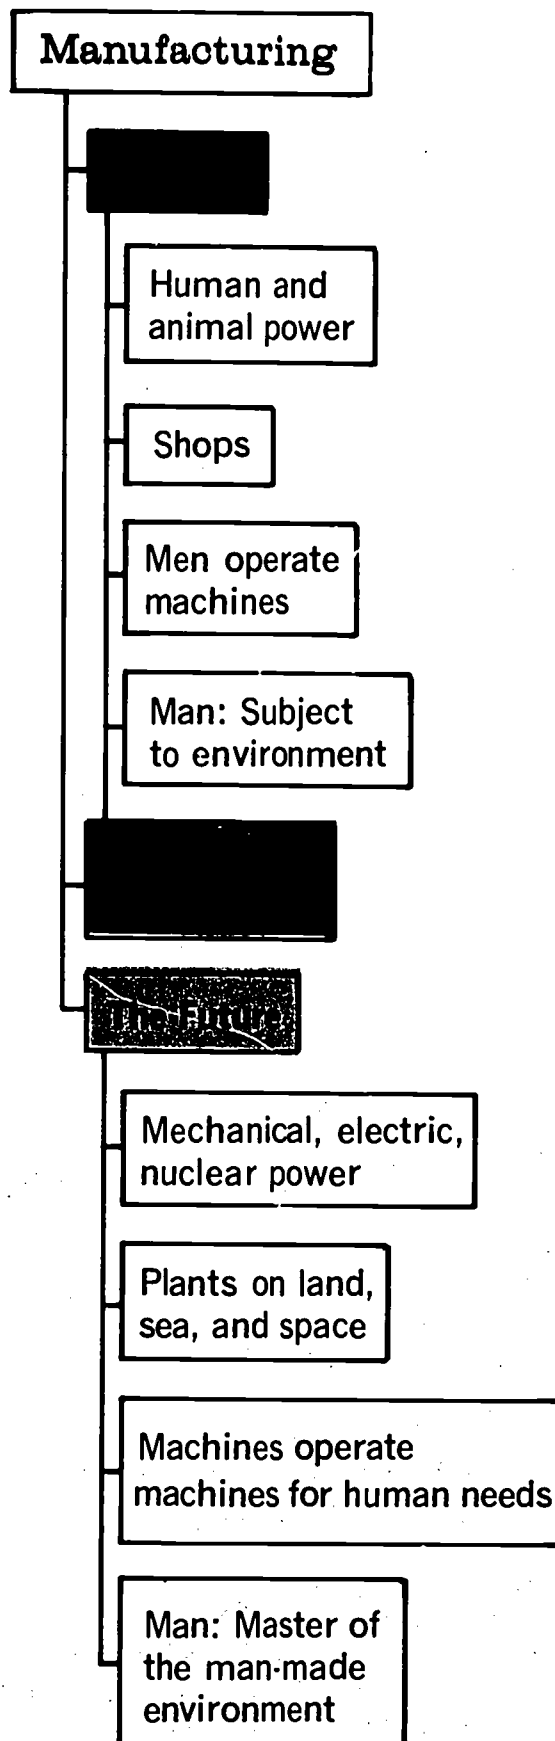 Manufacturing
Human and
animal power
Shops
Men operate
machines
Man: Subject
to environment
The Future
Mechanical, electric,
nuclear power
Plants on land,
sea, and space
Machines operate
machines for human needs
Man: Master of
the man-made
environment